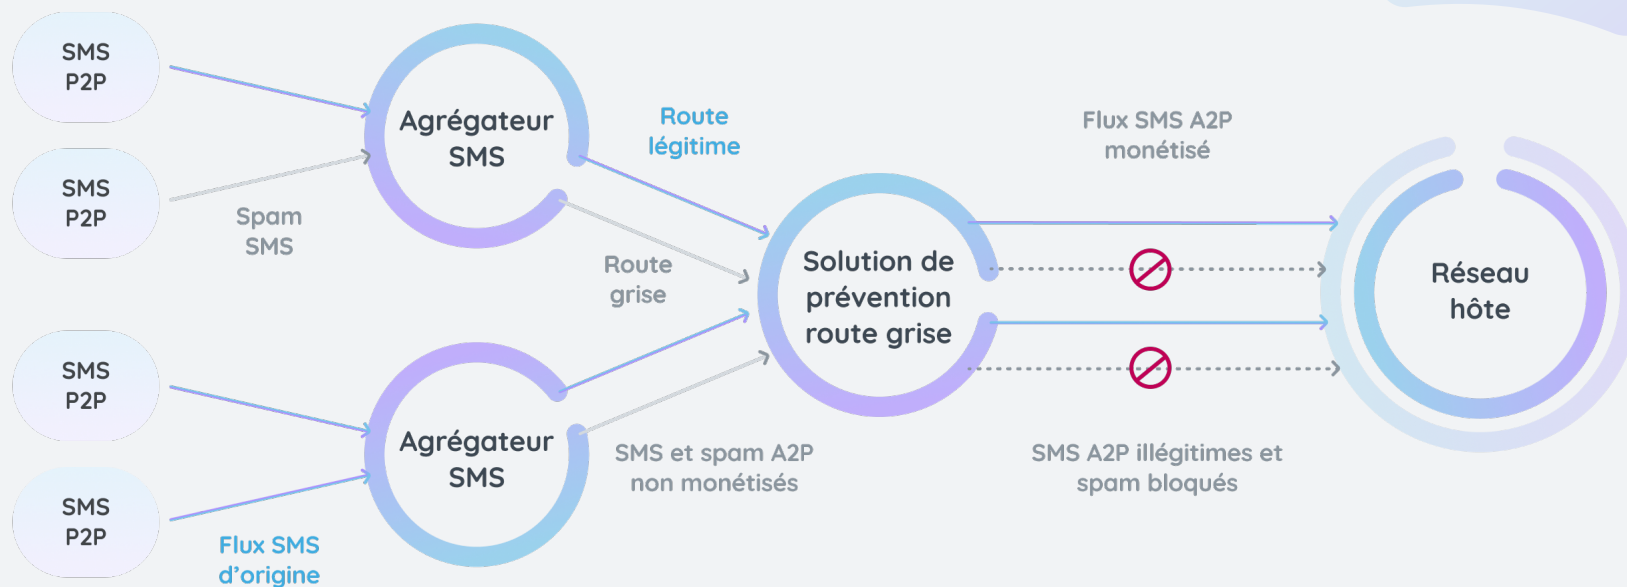 SMS
P2P
SMS
P2P
Spam
SMS
SMS
P2P
SMS
P2P
Flux SMS
d’origine
Agrégateur
SMS
Agrégateur
SMS
Route
légitime
Route
grise
SMS et spam A2P
non monétisés
Solution de
prévention
route grise
Flux SMS A2P
monétisé
SMS A2P illégitimes et
spam bloqués
Réseau
hôte